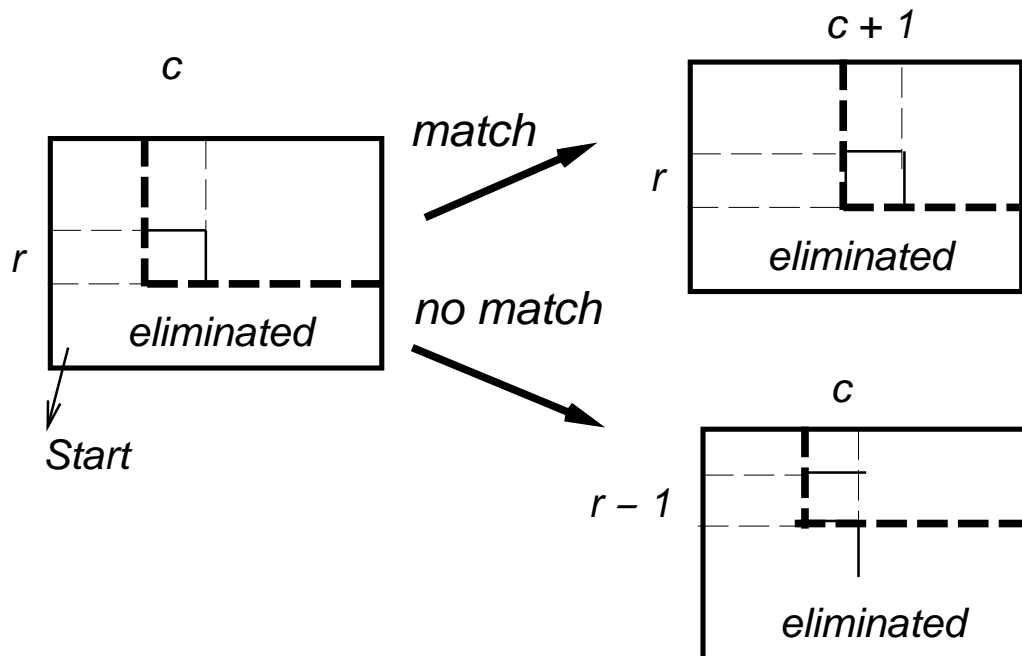 c
r
eliminated
Start
match
no match
c + 1
r
eliminated
c
r − 1
eliminated